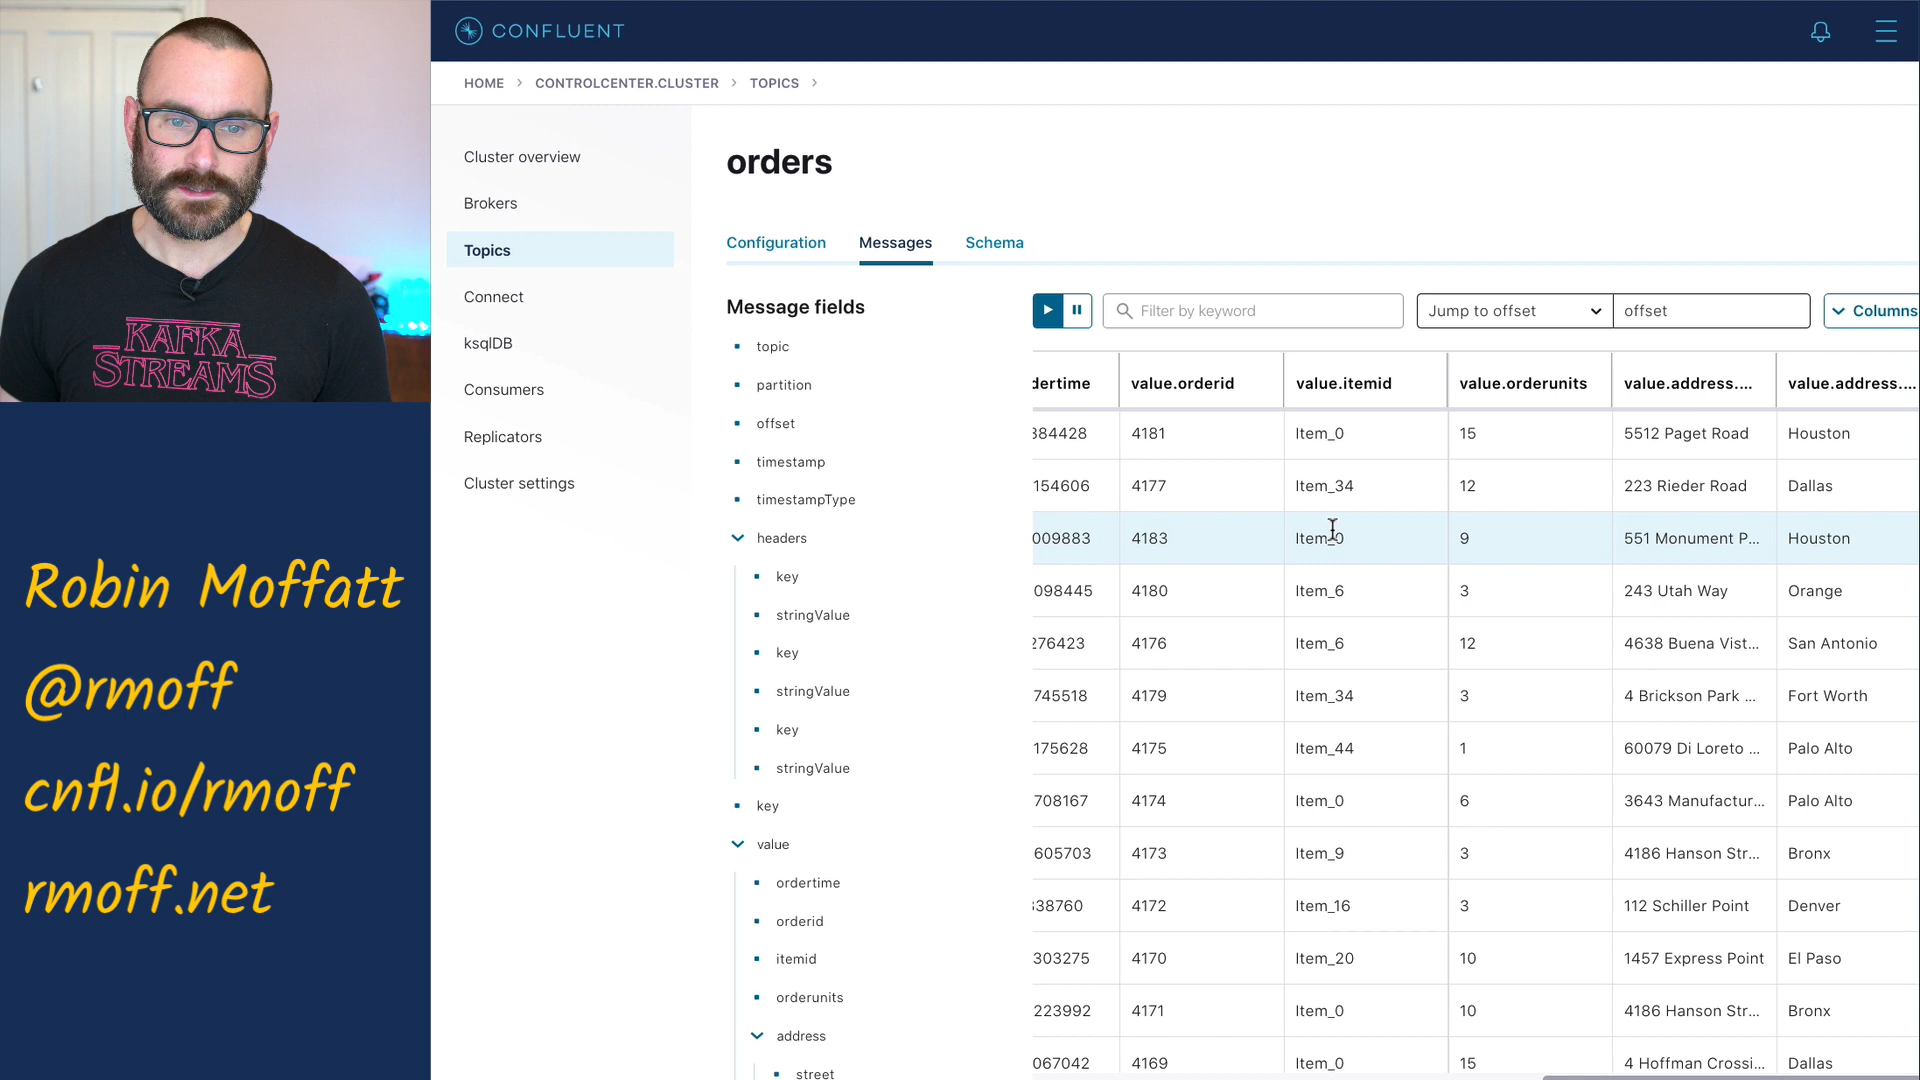 KAFKA
STREAMS
Robin Moffatt
@rmoff
cnfl.io/rmoff
rmoff.net
CONFLUENT
HOME > CONTROLCENTER.CLUSTER > TOPICS >
Cluster overview
Brokers
Topics
Connect
ksqlDB
Consumers
Replicators
Cluster settings
orders
Configuration Messages Schema
Message fields
topic
partition
offset
timestamp
timestampType
headers
key
stringValue
key
stringValue
key
stringValue
key
value
ordertime
orderid
itemid
orderunits
address
street
Filter by keyword Jump to offset offset Columns
dertime value.orderid value.itemid value.orderunits value.address.... value.address....
384428 4181 Item_0 15 5512 Paget Road Houston
154606 4177 Item_34 12 223 Rieder Road Dallas
009883 4183 Item_0 9 551 Monument P... Houston
098445 4180 Item_6 3 243 Utah Way Orange
276423 4176 Item_6 12 4638 Buena Vist... San Antonio
745518 4179 Item_34 3 4 Brickson Park ... Fort Worth
175628 4175 Item_44 1 60079 Di Loreto ... Palo Alto
708167 4174 Item_0 6 3643 Manufactur... Palo Alto
605703 4173 Item_9 3 4186 Hanson Str... Bronx
338760 4172 Item_16 3 112 Schiller Point Denver
303275 4170 Item_20 10 1457 Express Point El Paso
223992 4171 Item_0 10 4186 Hanson Str... Bronx
067042 4169 Item_0 15 4 Hoffman Crossi... Dallas